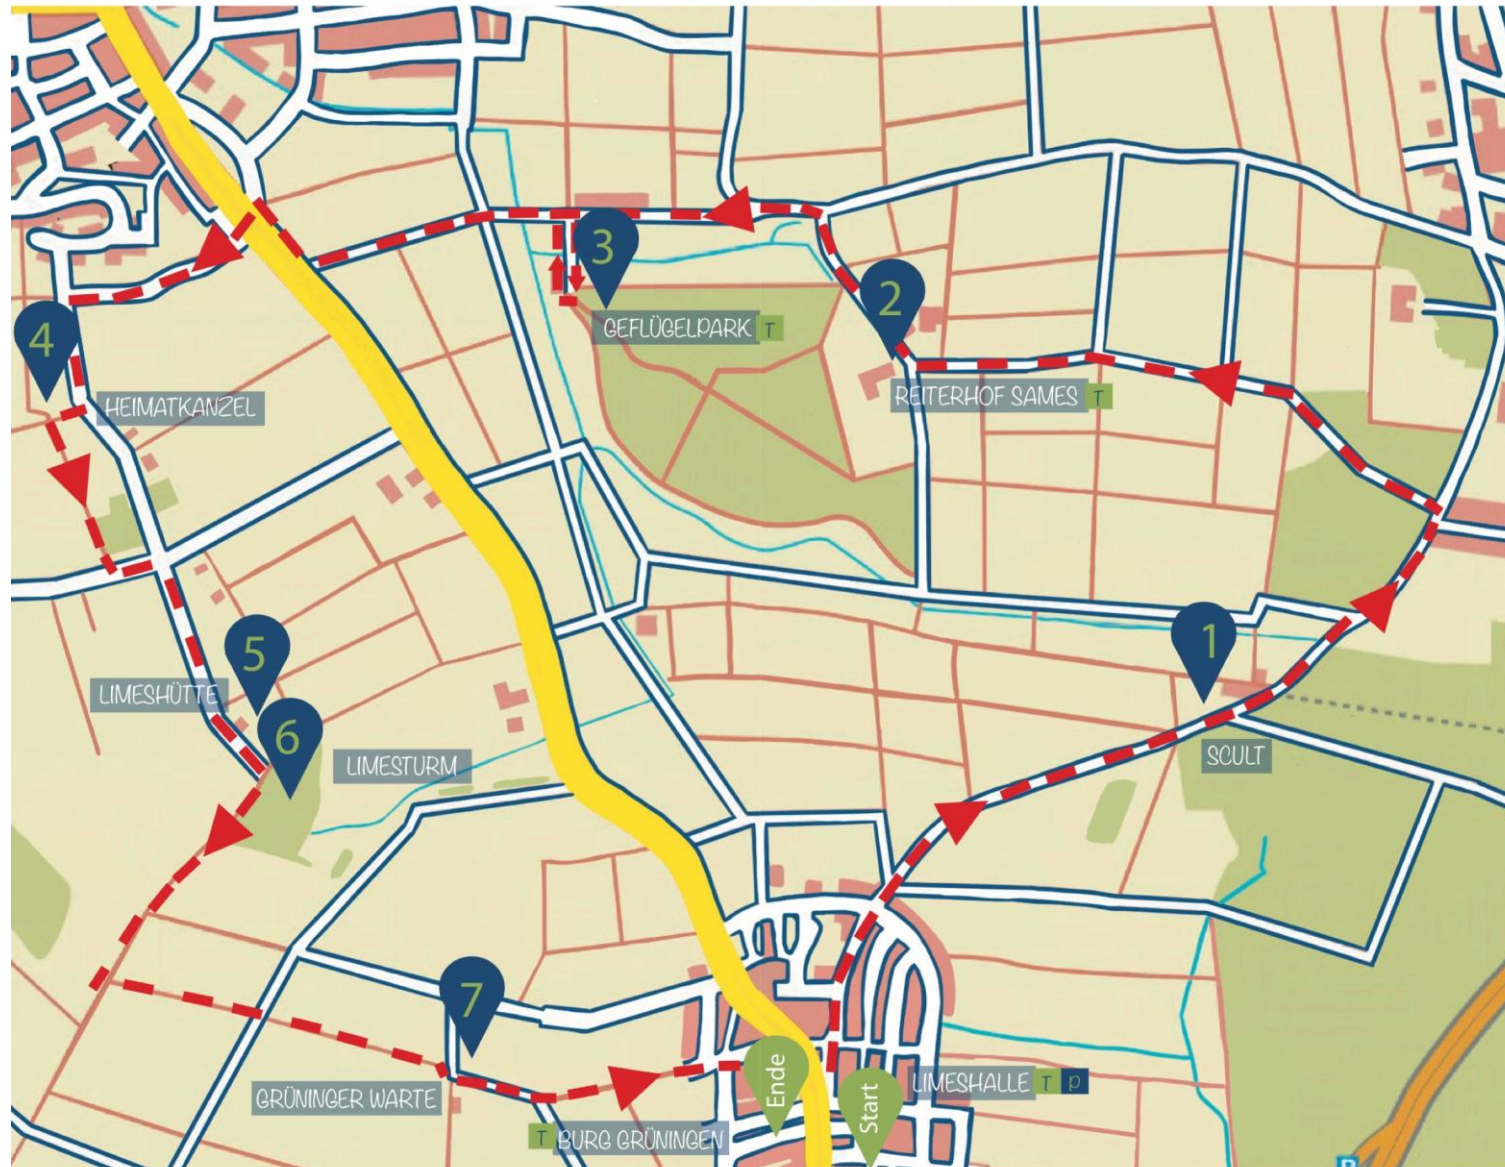 3
GEFLÜGELPARK T
2
REITERHOF SAMES T
4
HEIMATKANZEL
1
SCULT
5
LIMESHÜTTE
6
LIMESTURM
7
GRÜNINGER WARTE
Ende
Start
LIMESHALLE T P
T BURG GRÜNINGEN